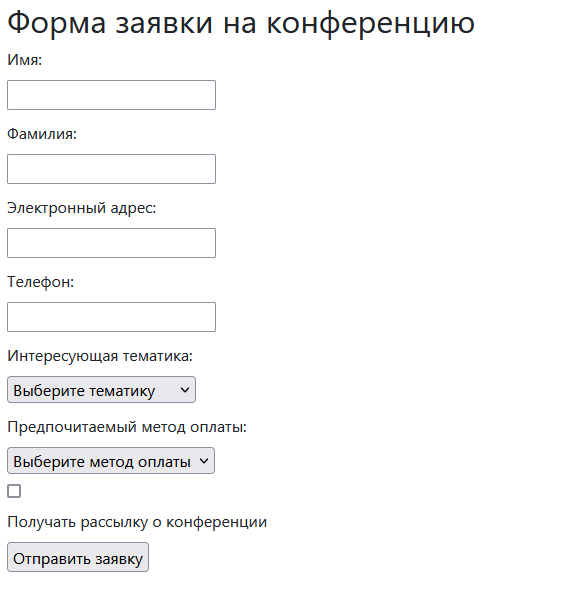 Форма заявки на конференцию
Имя:
Фамилия:
Электронный адрес:
Телефон:
Интересующая тематика:
Выберите тематику
Предпочитаемый метод оплаты:
Выберите метод оплаты
Получать рассылку о конференции
Отправить заявку